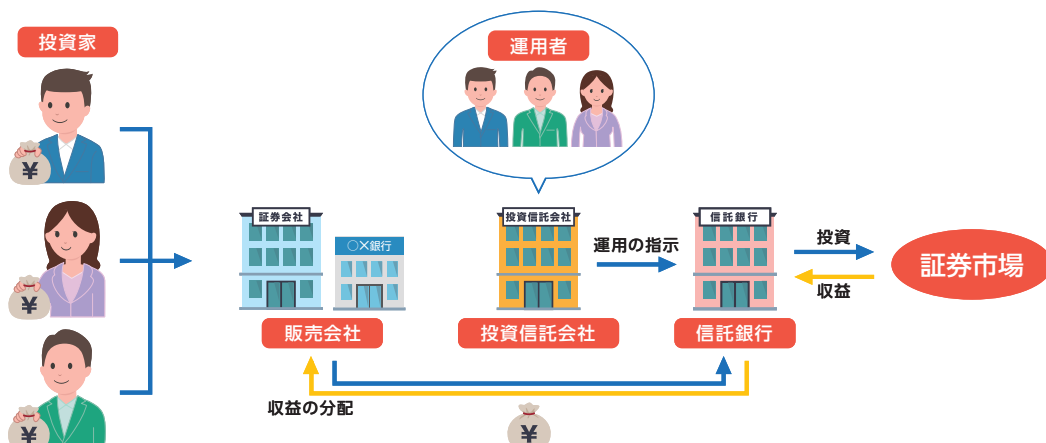 投資家
¥
¥
¥
運用者
証券会社
○×銀行
販売会社
投資信託会社
投資信託会社
運用の指示
信託銀行
信託銀行
投資
収益
証券市場
収益の分配
¥